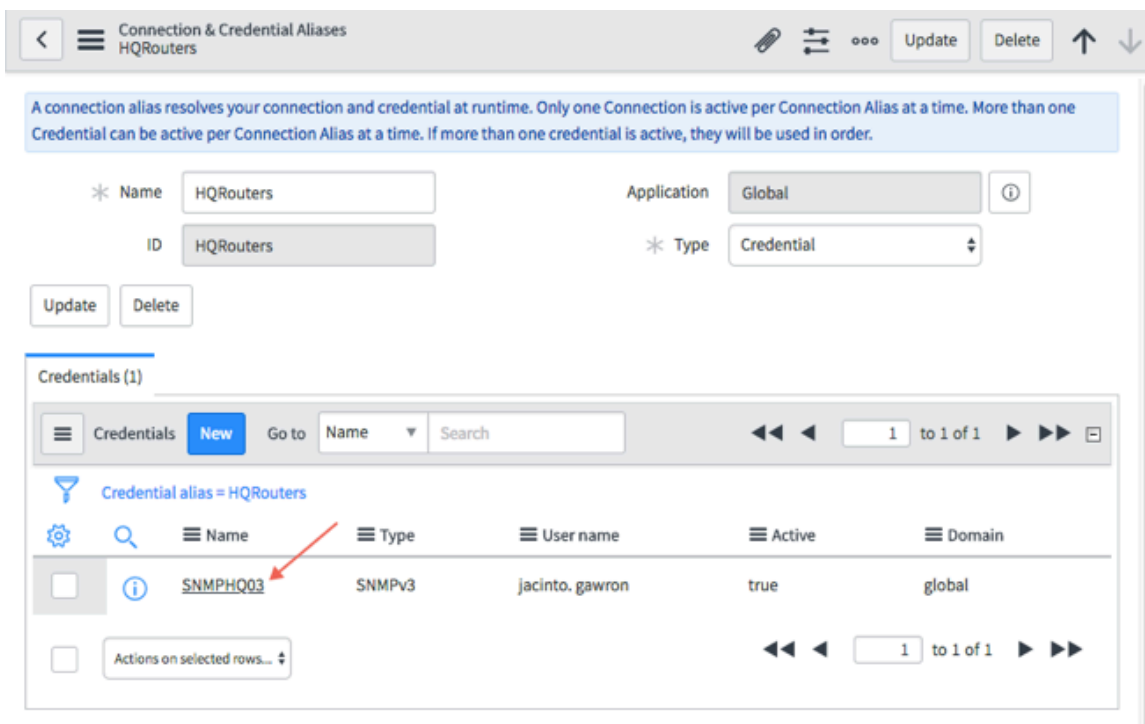 Connection & Credential Aliases
HQRouters
Update
Delete
A connection alias resolves your connection and credential at runtime. Only one Connection is active per Connection Alias at a time. More than one
Credential can be active per Connection Alias at a time. If more than one credential is active, they will be used in order.
Name HQRouters Application Global
ID HQRouters Type Credential
Update Delete
Credentials (1)
Credentials New Go to Name Search 1 to 1 of 1
Credential alias = HQRouters
Name Type User name Active Domain
SNMPHQ03 SNMPv3 jacinto. gawron true global
Actions on selected rows... 1 to 1 of 1